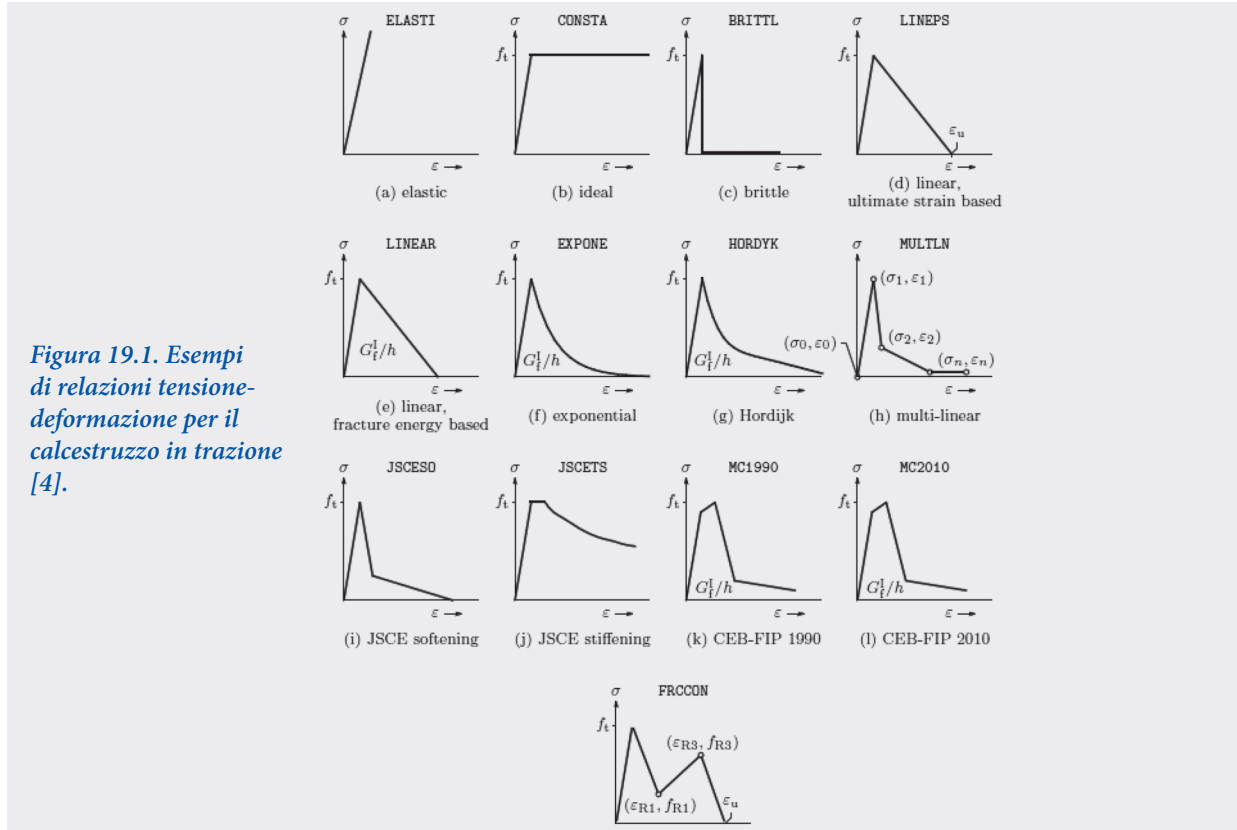 σ ELASTI
ε
(a) elastic
σ CONSTA
f_t
ε
(b) ideal
σ BRITTL
f_t
ε
(c) brittle
σ LINEPS
f_t
ε_u
ε
(d) linear,
ultimate strain based
σ LINEAR
f_t
G_f^I/h
ε
(e) linear,
fracture energy based
σ EXPONE
f_t
G_f^I/h
ε
(f) exponential
σ HORDYK
f_t
G_f^I/h
ε
(g) Hordijk
σ MULTLN
(σ_1, ε_1)
(σ_0, ε_0)
(σ_2, ε_2)
(σ_n, ε_n)
ε
(h) multi-linear
Figura 19.1. Esempi
di relazioni tensione-
deformazione per il
calcestruzzo in trazione
[4].
σ JSCESO
f_t
ε
(i) JSCE softening
σ JSCETS
f_t
ε
(j) JSCE stiffening
σ MC1990
f_t
G_f^I/h
ε
(k) CEB-FIP 1990
σ MC2010
f_t
G_f^I/h
ε
(l) CEB-FIP 2010
σ FRCCON
f_t
(ε_R3, f_R3)
(ε_R1, f_R1)
ε_u